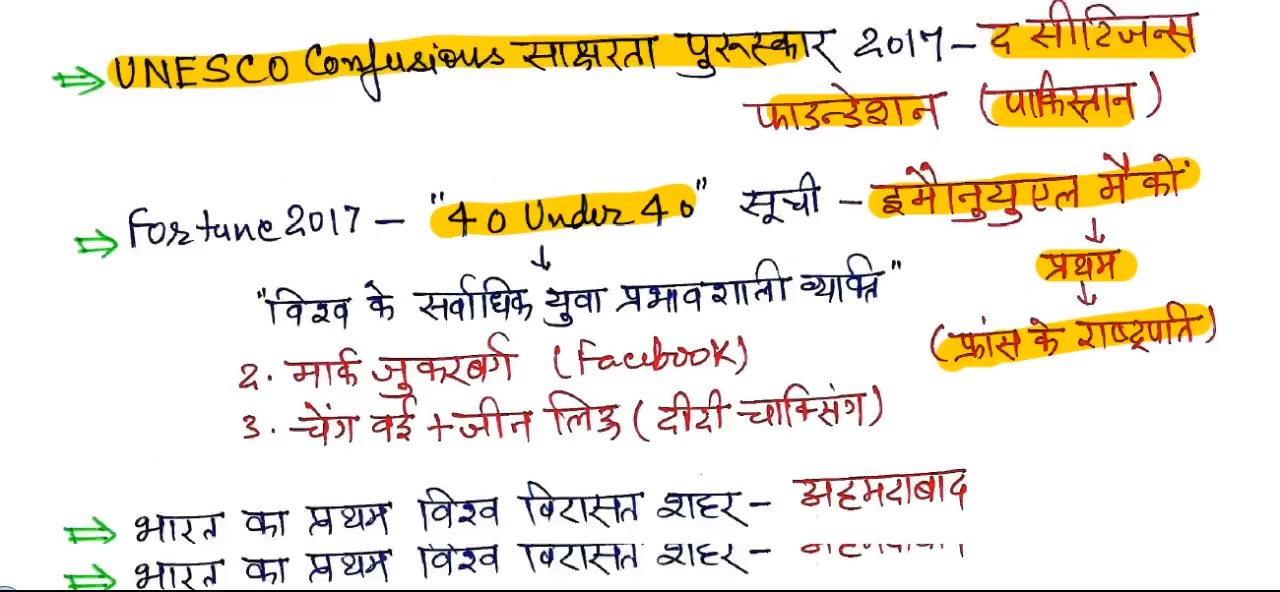 ⇒ UNESCO Confusious साक्षरता पुरूस्कार 2017 – द सीटिजन्स
फाउन्डेशन (पाकिस्तान)
⇒ Fortune 2017 – "40 Under 40" सूची – इमैनुयुएल मैक्रों
↓
प्रथम
↓
(फ्रांस के राष्ट्रपति)
↓
"विश्व के सर्वाधिक युवा प्रभावशाली व्यक्ति"
2. मार्क जुकरबर्ग (Facebook)
3. चेंग वई + जीन लिउ (दीदी चाक्सिंग)
⇒ भारत का प्रथम विश्व विरासत शहर – अहमदाबाद
⇒ भारत का प्रथम विश्व विरासत शहर –